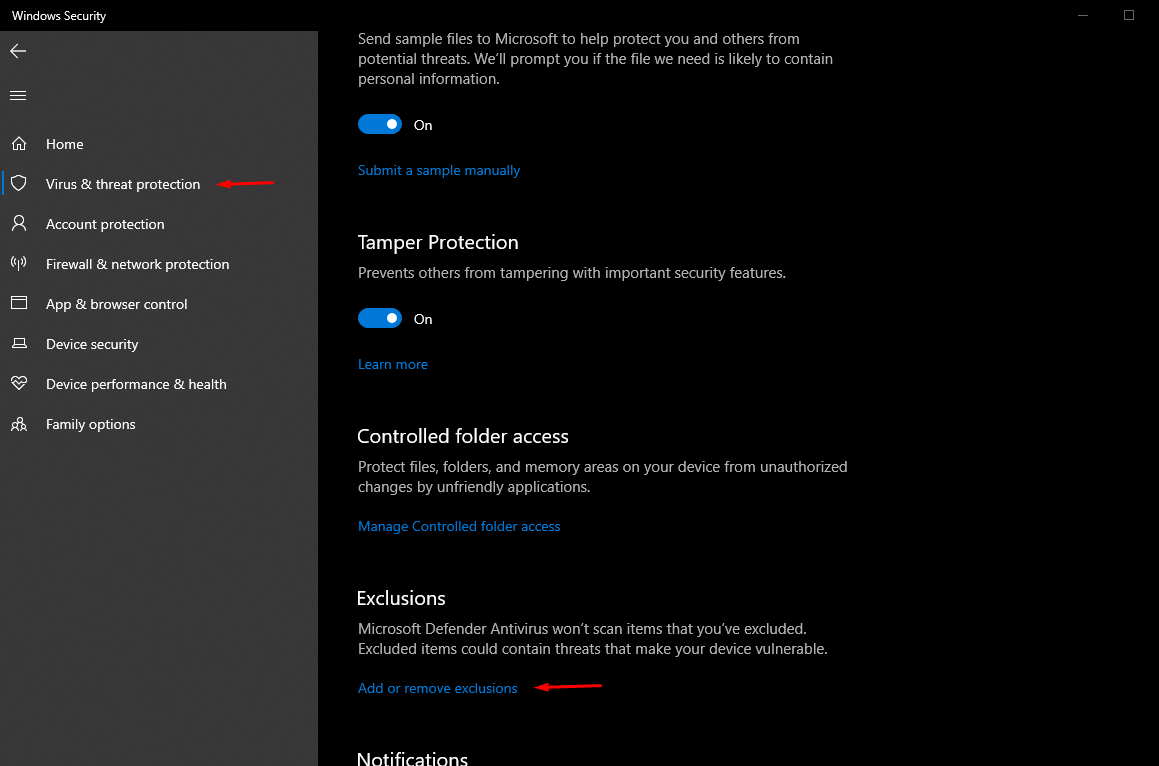 Windows Security
Home
Virus & threat protection
Account protection
Firewall & network protection
App & browser control
Device security
Device performance & health
Family options
Send sample files to Microsoft to help protect you and others from
potential threats. We’ll prompt you if the file we need is likely to contain
personal information.
On
Submit a sample manually
Tamper Protection
Prevents others from tampering with important security features.
On
Learn more
Controlled folder access
Protect files, folders, and memory areas on your device from unauthorized
changes by unfriendly applications.
Manage Controlled folder access
Exclusions
Microsoft Defender Antivirus won’t scan items that you’ve excluded.
Excluded items could contain threats that make your device vulnerable.
Add or remove exclusions
Notifications